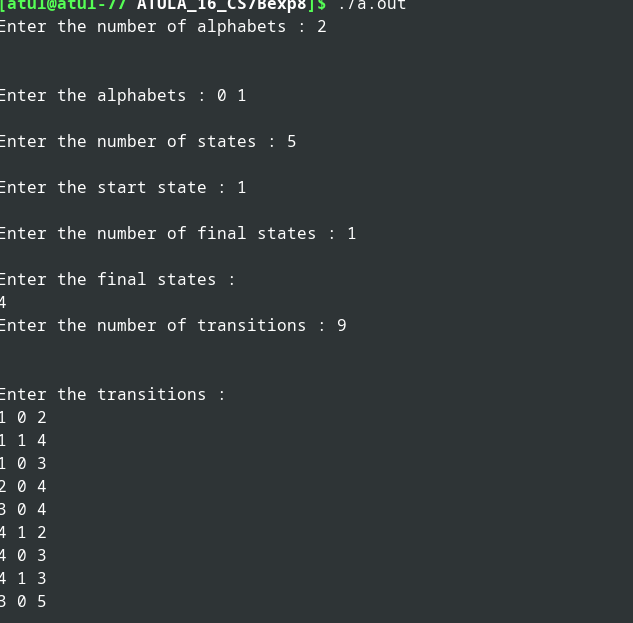 [atul@atul-77 ATULA_16_CS7Bexp8]$ ./a.out
Enter the number of alphabets : 2
Enter the alphabets : 0 1
Enter the number of states : 5
Enter the start state : 1
Enter the number of final states : 1
Enter the final states :
4
Enter the number of transitions : 9
Enter the transitions :
1 0 2
1 1 4
1 0 3
2 0 4
3 0 4
4 1 2
4 0 3
4 1 3
3 0 5